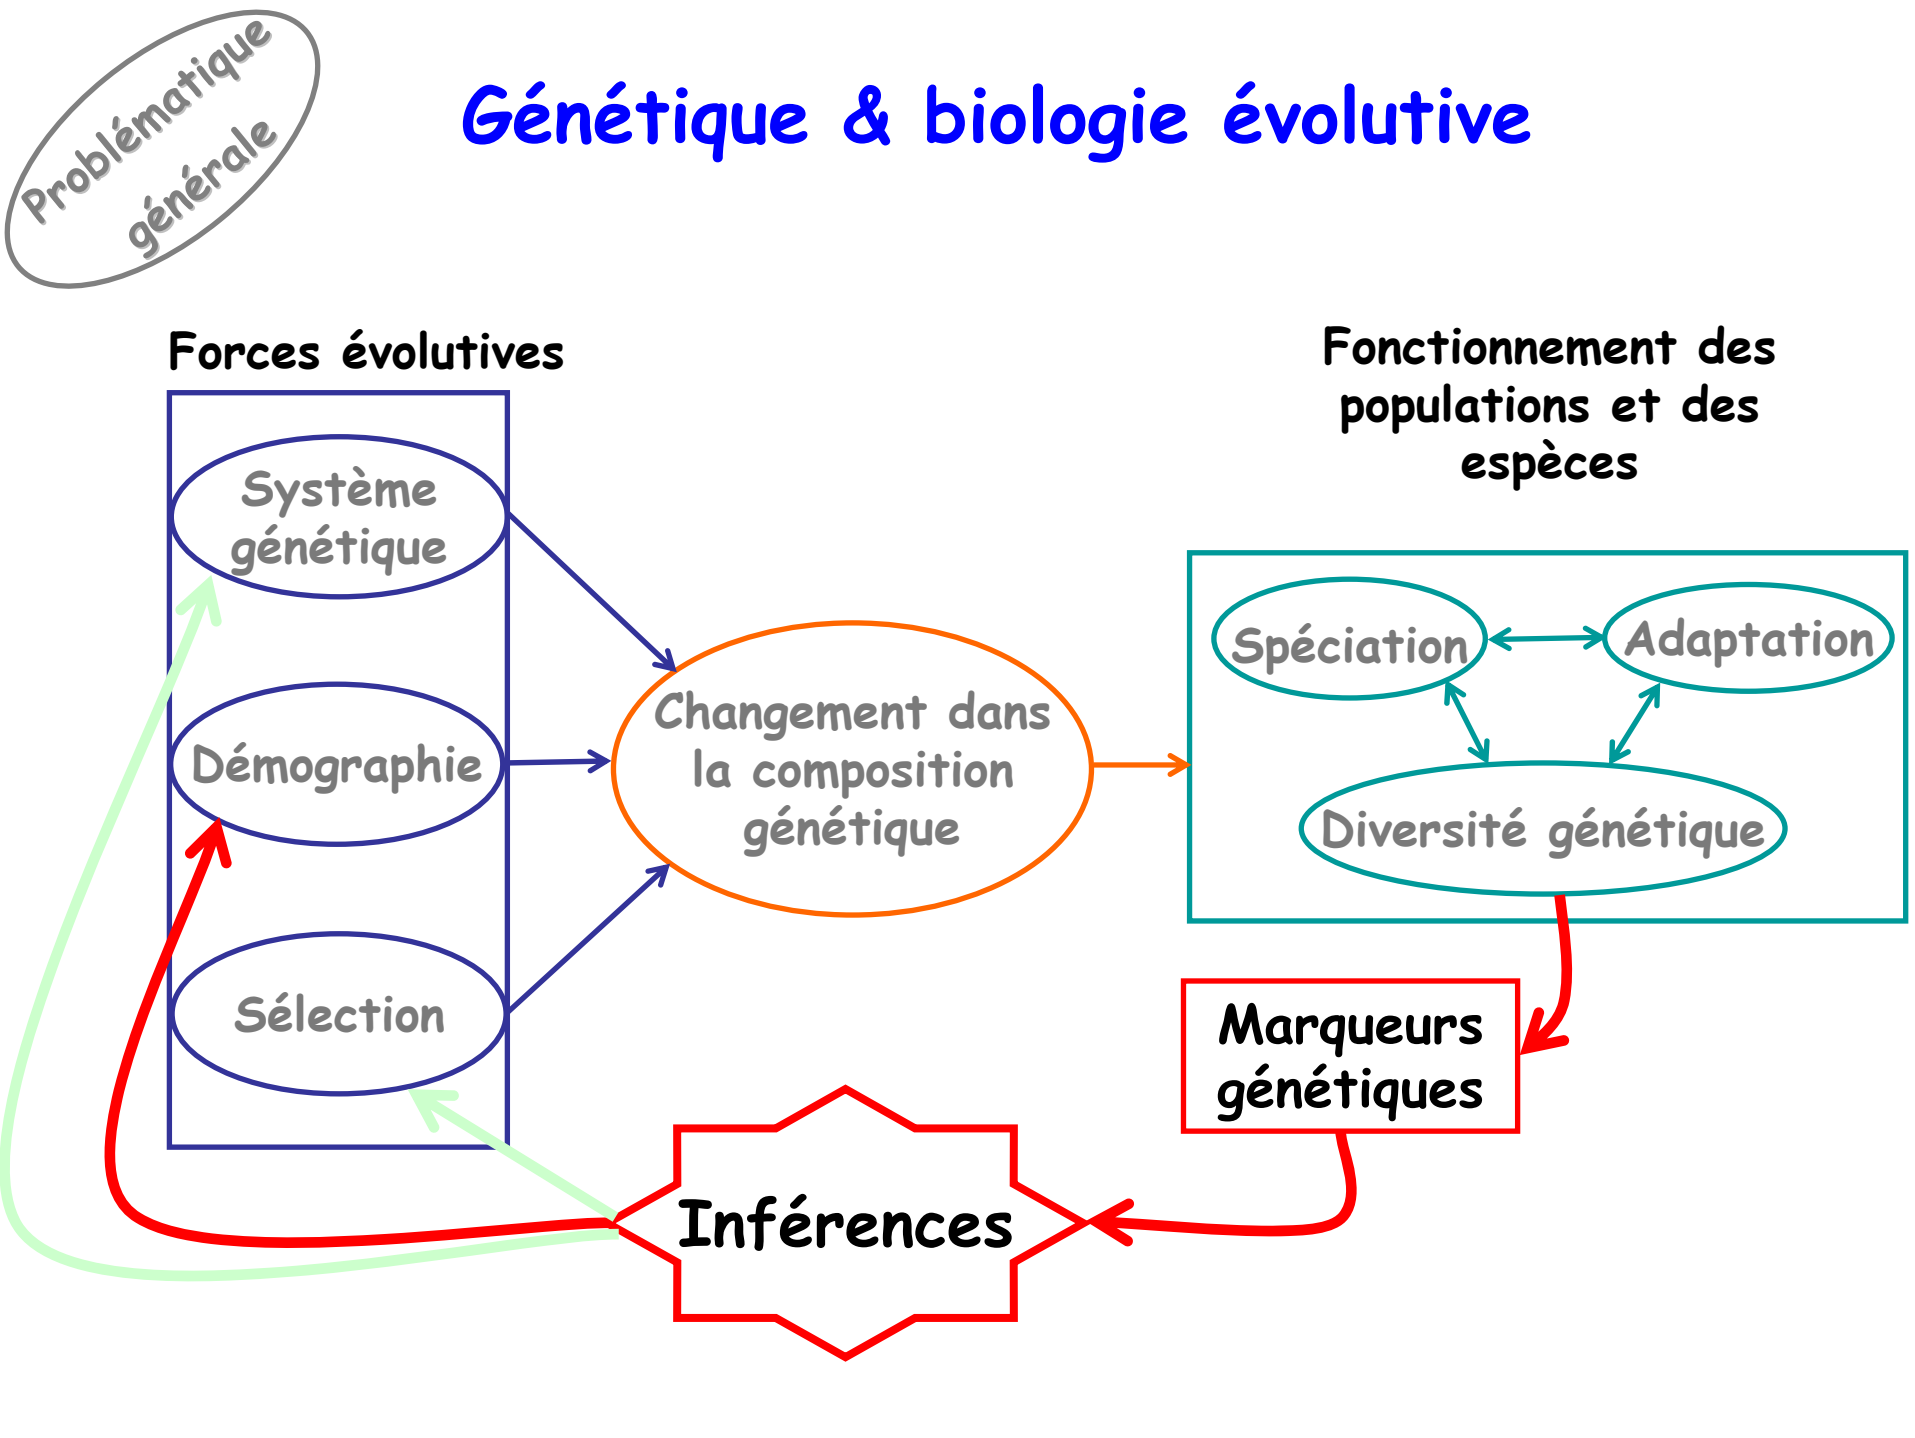 Problématique
générale
Génétique & biologie évolutive
Forces évolutives
Fonctionnement des
populations et des
espèces
Système
génétique
Démographie
Sélection
Changement dans
la composition
génétique
Spéciation
Adaptation
Diversité génétique
Marqueurs
génétiques
Inférences